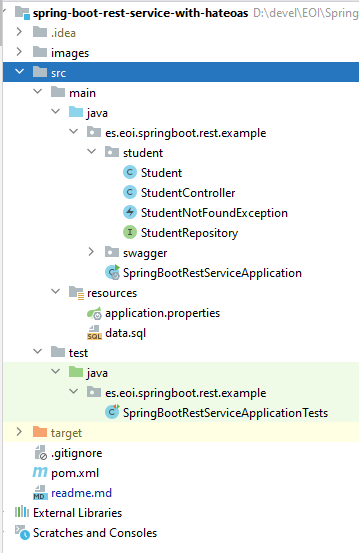 spring-boot-rest-service-with-hateoas D:\devel\EOI\Spring
.idea
images
src
main
java
es.eoi.springboot.rest.example
student
C Student
C StudentController
StudentNotFoundException
I StudentRepository
swagger
C SpringBootRestServiceApplication
resources
application.properties
SQL data.sql
test
java
es.eoi.springboot.rest.example
C SpringBootRestServiceApplicationTests
target
.gitignore
m pom.xml
MD readme.md
External Libraries
Scratches and Consoles